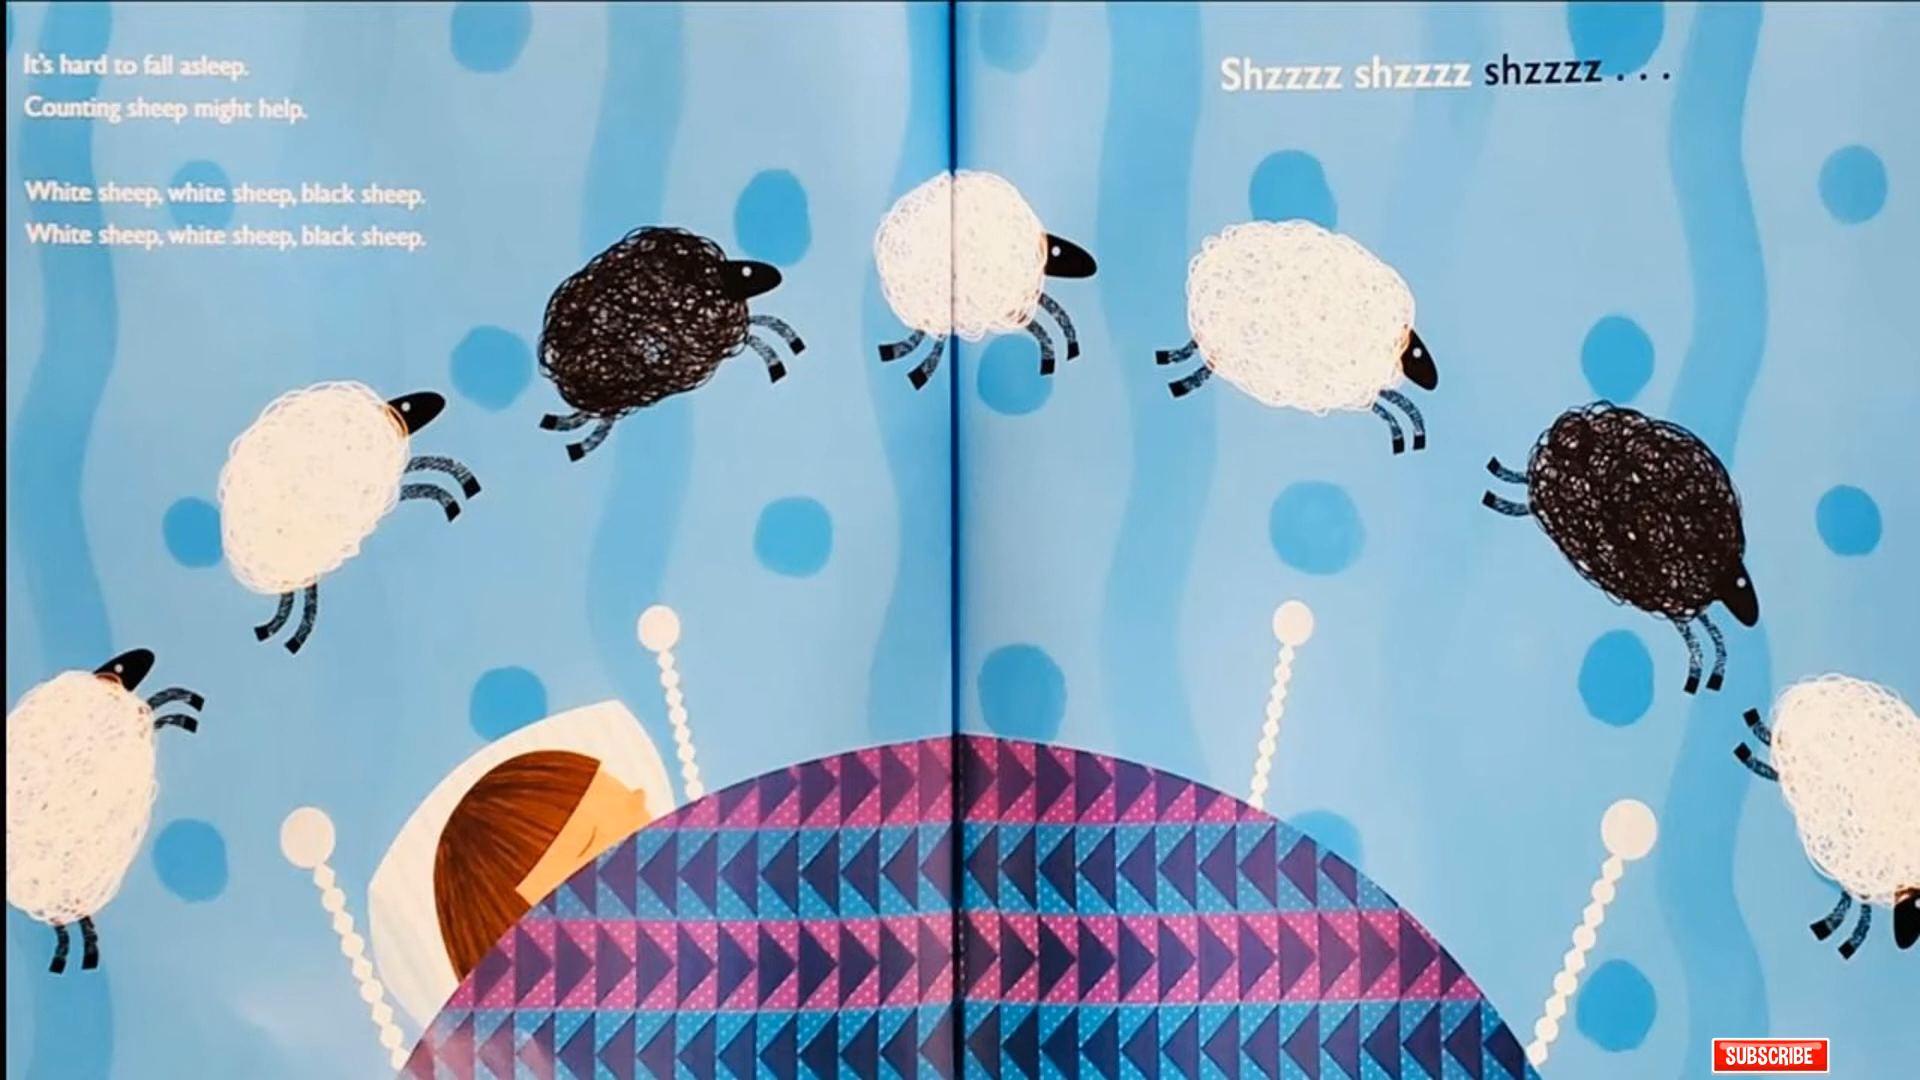 It's hard to fall asleep.
Counting sheep might help.
White sheep, white sheep, black sheep.
White sheep, white sheep, black sheep.
Shzzzz shzzzz shzzzz . . .
SUBSCRIBE